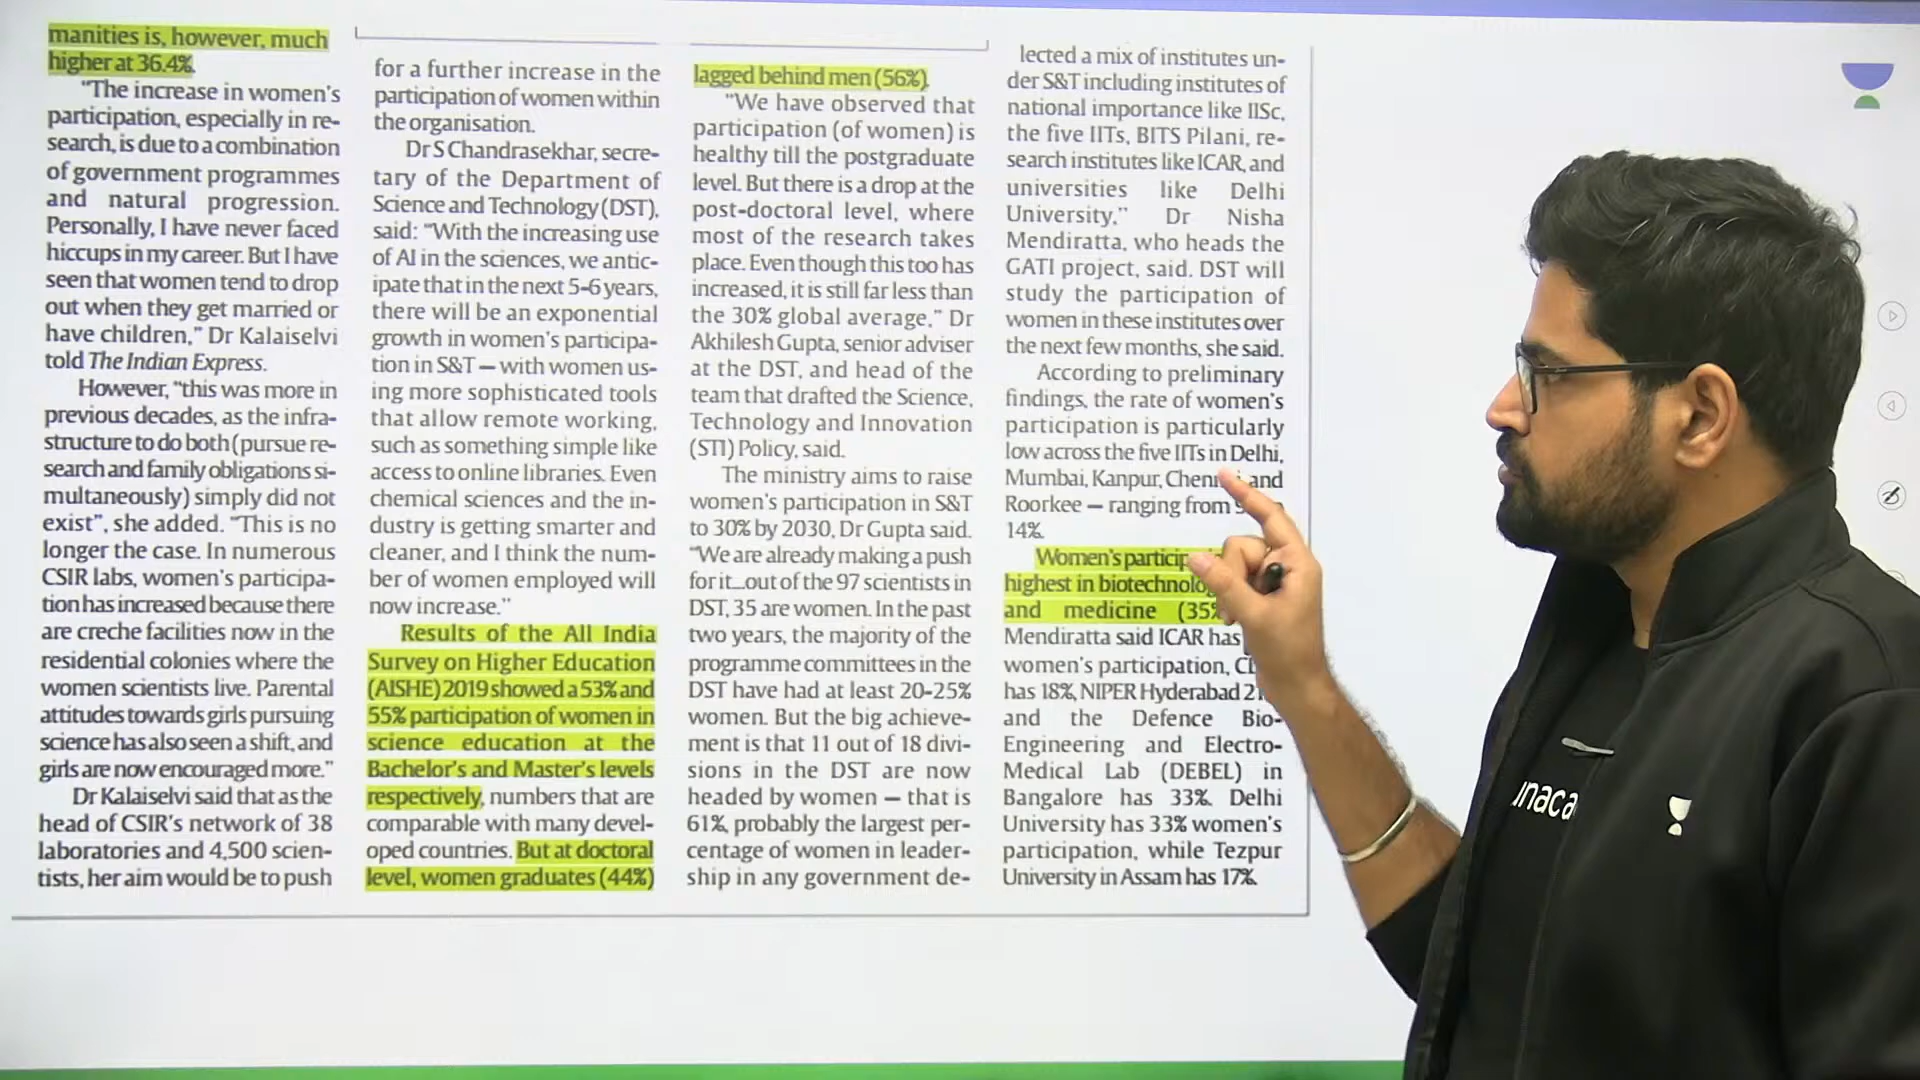 manities is, however, much
higher at 36.4%.
"The increase in women's
participation, especially in re-
search, is due to a combination
of government programmes
and natural progression.
Personally, I have never faced
hiccups in my career. But I have
seen that women tend to drop
out when they get married or
have children," Dr Kalaiselvi
told The Indian Express.
However, "this was more in
previous decades, as the infra-
structure to do both (pursue re-
search and family obligations si-
multaneously) simply did not
exist", she added. "This is no
longer the case. In numerous
CSIR labs, women's participa-
tion has increased because there
are creche facilities now in the
residential colonies where the
women scientists live. Parental
attitudes towards girls pursuing
science has also seen a shift, and
girls are now encouraged more."
Dr Kalaiselvi said that as the
head of CSIR's network of 38
laboratories and 4,500 scien-
tists, her aim would be to push
for a further increase in the
participation of women within
the organisation.
Dr S Chandrasekhar, secre-
tary of the Department of
Science and Technology (DST),
said: "With the increasing use
of AI in the sciences, we antic-
ipate that in the next 5-6 years,
there will be an exponential
growth in women's participa-
tion in S&T — with women us-
ing more sophisticated tools
that allow remote working,
such as something simple like
access to online libraries. Even
chemical sciences and the in-
dustry is getting smarter and
cleaner, and I think the num-
ber of women employed will
now increase."
Results of the All India
Survey on Higher Education
(AISHE) 2019 showed a 53% and
55% participation of women in
science education at the
Bachelor's and Master's levels
respectively, numbers that are
comparable with many devel-
oped countries. But at doctoral
level, women graduates (44%)
lagged behind men (56%).
"We have observed that
participation (of women) is
healthy till the postgraduate
level. But there is a drop at the
post-doctoral level, where
most of the research takes
place. Even though this too has
increased, it is still far less than
the 30% global average," Dr
Akhilesh Gupta, senior adviser
at the DST, and head of the
team that drafted the Science,
Technology and Innovation
(STI) Policy, said.
The ministry aims to raise
women's participation in S&T
to 30% by 2030, Dr Gupta said.
"We are already making a push
for it...out of the 97 scientists in
DST, 35 are women. In the past
two years, the majority of the
programme committees in the
DST have had at least 20-25%
women. But the big achieve-
ment is that 11 out of 18 divi-
sions in the DST are now
headed by women — that is
61%, probably the largest per-
centage of women in leader-
ship in any government de-
lected a mix of institutes un-
der S&T including institutes of
national importance like IISc,
the five IITs, BITS Pilani, re-
search institutes like ICAR, and
universities like Delhi
University." Dr Nisha
Mendiratta, who heads the
GATI project, said. DST will
study the participation of
women in these institutes over
the next few months, she said.
According to preliminary
findings, the rate of women's
participation is particularly
low across the five IITs in Delhi,
Mumbai, Kanpur, and
Roorkee — ranging from
14%.
Women's
highest in
and medicine (35%
Mendiratta said ICAR has
women's participation,
has 18%, NIPER Hyderabad
and the Defence Bio-
Engineering and Electro-
Medical Lab (DEBEL) in
Bangalore has 33%. Delhi
University has 33% women's
participation, while Tezpur
University in Assam has 17%.
unaca